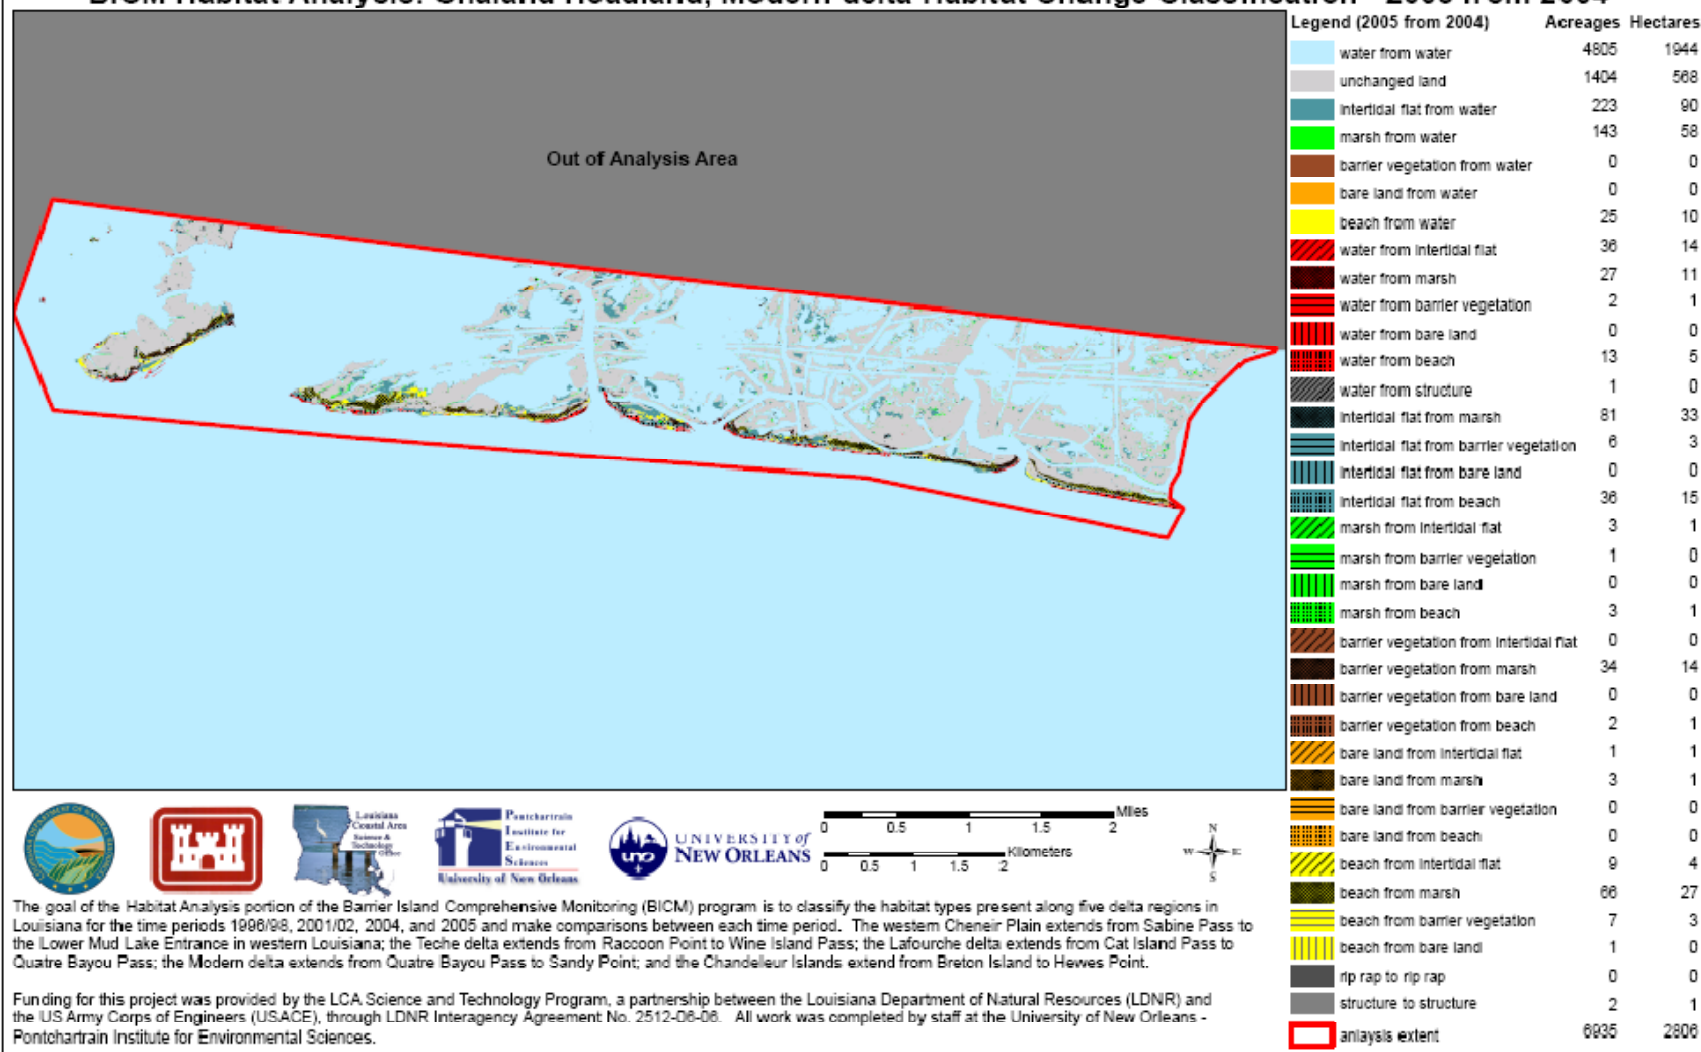 Legend (2005 from 2004) Acreages Hectares
water from water 4805 1944
unchanged land 1404 568
intertidal flat from water 223 90
marsh from water 143 58
barrier vegetation from water 0 0
bare land from water 0 0
beach from water 25 10
water from intertidal flat 36 14
water from marsh 27 11
water from barrier vegetation 2 1
water from bare land 0 0
water from beach 13 5
water from structure 1 0
intertidal flat from marsh 81 33
intertidal flat from barrier vegetation 6 3
intertidal flat from bare land 0 0
intertidal flat from beach 36 15
marsh from intertidal flat 3 1
marsh from barrier vegetation 1 0
marsh from bare land 0 0
marsh from beach 3 1
barrier vegetation from intertidal flat 0 0
barrier vegetation from marsh 34 14
barrier vegetation from bare land 0 0
barrier vegetation from beach 2 1
bare land from intertidal flat 1 1
bare land from marsh 3 1
bare land from barrier vegetation 0 0
bare land from beach 0 0
beach from intertidal flat 9 4
beach from marsh 66 27
beach from barrier vegetation 7 3
beach from bare land 1 0
rip rap to rip rap 0 0
structure to structure 2 1
anlaysis extent 6935 2806
Out of Analysis Area
Louisiana
Coastal Area
Science &
Technology
Office
Pontchartrain
Institute for
Environmental
Sciences
University of New Orleans
uno
UNIVERSITY of
NEW ORLEANS
Miles
0 0.5 1 1.5 2
Kilometers
0 0.5 1 1.5 2
N
W E
S
The goal of the Habitat Analysis portion of the Barrier Island Comprehensive Monitoring (BICM) program is to classify the habitat types present along five delta regions in
Louisiana for the time periods 1996/98, 2001/02, 2004, and 2005 and make comparisons between each time period. The western Chenier Plain extends from Sabine Pass to
the Lower Mud Lake Entrance in western Louisiana; the Teche delta extends from Raccoon Point to Wine Island Pass; the Lafourche delta extends from Cat Island Pass to
Quatre Bayou Pass; the Modern delta extends from Quatre Bayou Pass to Sandy Point; and the Chandeleur Islands extend from Breton Island to Hewes Point.
Funding for this project was provided by the LCA Science and Technology Program, a partnership between the Louisiana Department of Natural Resources (LDNR) and
the US Army Corps of Engineers (USACE), through LDNR Interagency Agreement No. 2512-06-06. All work was completed by staff at the University of New Orleans -
Pontchartrain Institute for Environmental Sciences.